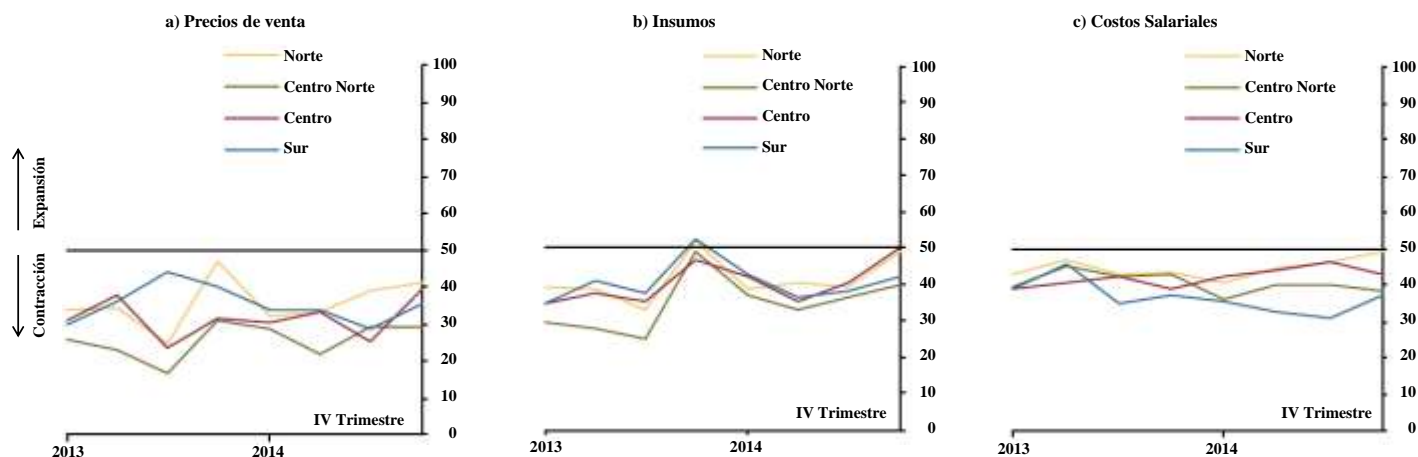 a) Precios de venta
Norte
Centro Norte
Centro
Sur
Expansión
Contracción
100
90
80
70
60
50
40
30
20
10
0
IV Trimestre
2013
2014
b) Insumos
Norte
Centro Norte
Centro
Sur
100
90
80
70
60
50
40
30
20
10
0
IV Trimestre
2013
2014
c) Costos Salariales
Norte
Centro Norte
Centro
Sur
100
90
80
70
60
50
40
30
20
10
0
IV Trimestre
2013
2014